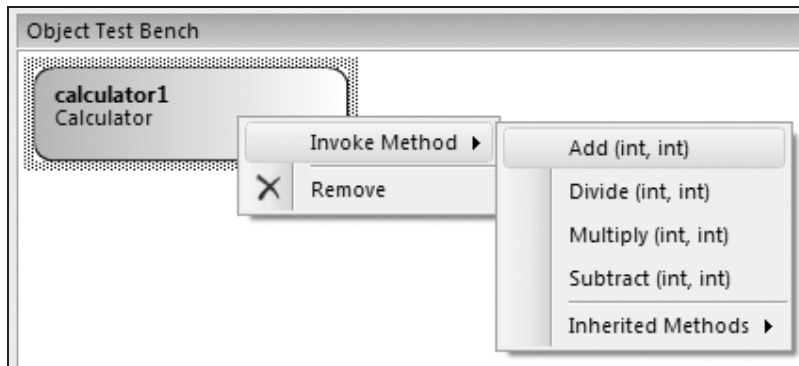 Object Test Bench
calculator1
Calculator
Invoke Method
Remove
Add (int, int)
Divide (int, int)
Multiply (int, int)
Subtract (int, int)
Inherited Methods